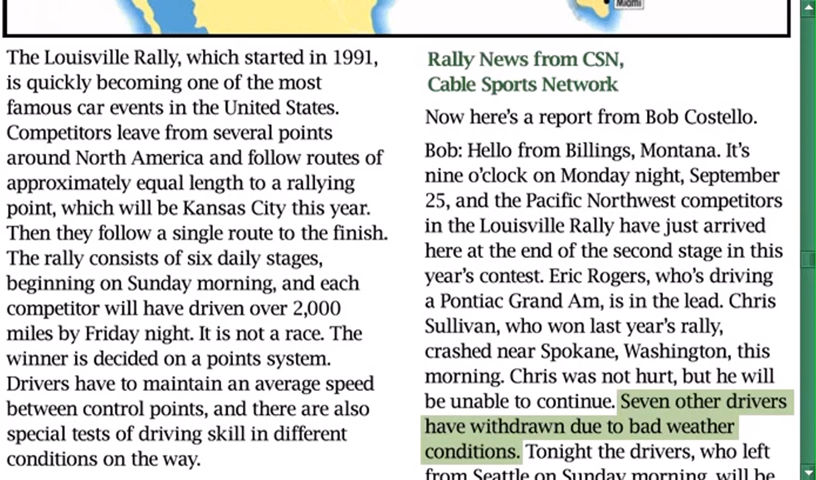 Miami
The Louisville Rally, which started in 1991,
is quickly becoming one of the most
famous car events in the United States.
Competitors leave from several points
around North America and follow routes of
approximately equal length to a rallying
point, which will be Kansas City this year.
Then they follow a single route to the finish.
The rally consists of six daily stages,
beginning on Sunday morning, and each
competitor will have driven over 2,000
miles by Friday night. It is not a race. The
winner is decided on a points system.
Drivers have to maintain an average speed
between control points, and there are also
special tests of driving skill in different
conditions on the way.
Rally News from CSN,
Cable Sports Network
Now here’s a report from Bob Costello.
Bob: Hello from Billings, Montana. It’s
nine o’clock on Monday night, September
25, and the Pacific Northwest competitors
in the Louisville Rally have just arrived
here at the end of the second stage in this
year’s contest. Eric Rogers, who’s driving
a Pontiac Grand Am, is in the lead. Chris
Sullivan, who won last year’s rally,
crashed near Spokane, Washington, this
morning. Chris was not hurt, but he will
be unable to continue. Seven other drivers
have withdrawn due to bad weather
conditions. Tonight the drivers, who left
from Seattle on Sunday morning, will be